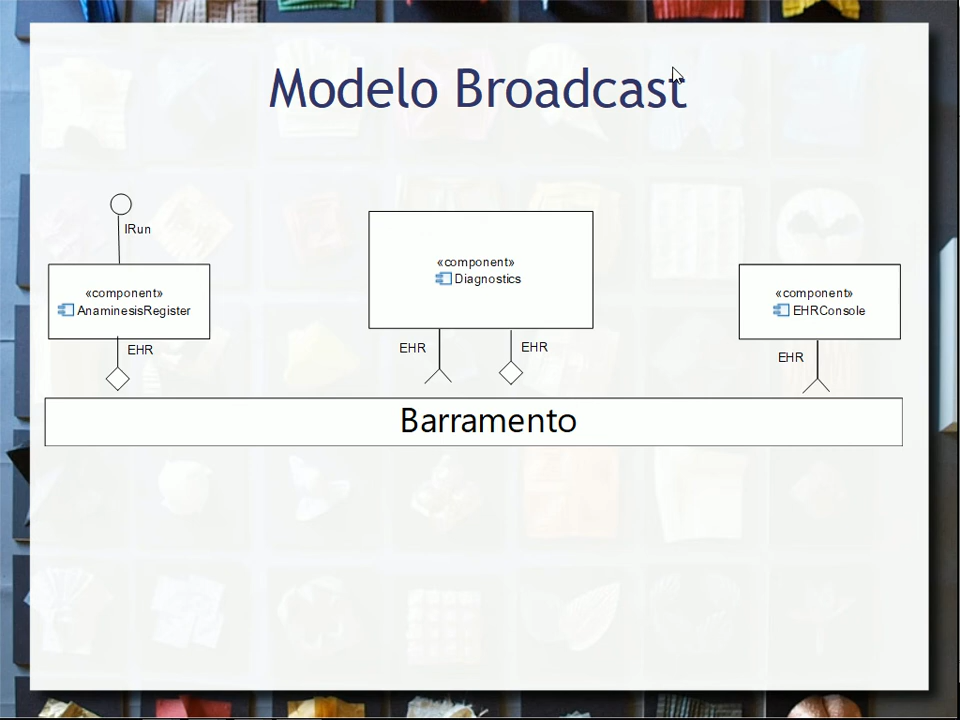 Modelo Broadcast
IRun
«component»
AnaminesisRegister
EHR
«component»
Diagnostics
EHR
EHR
«component»
EHRConsole
EHR
Barramento